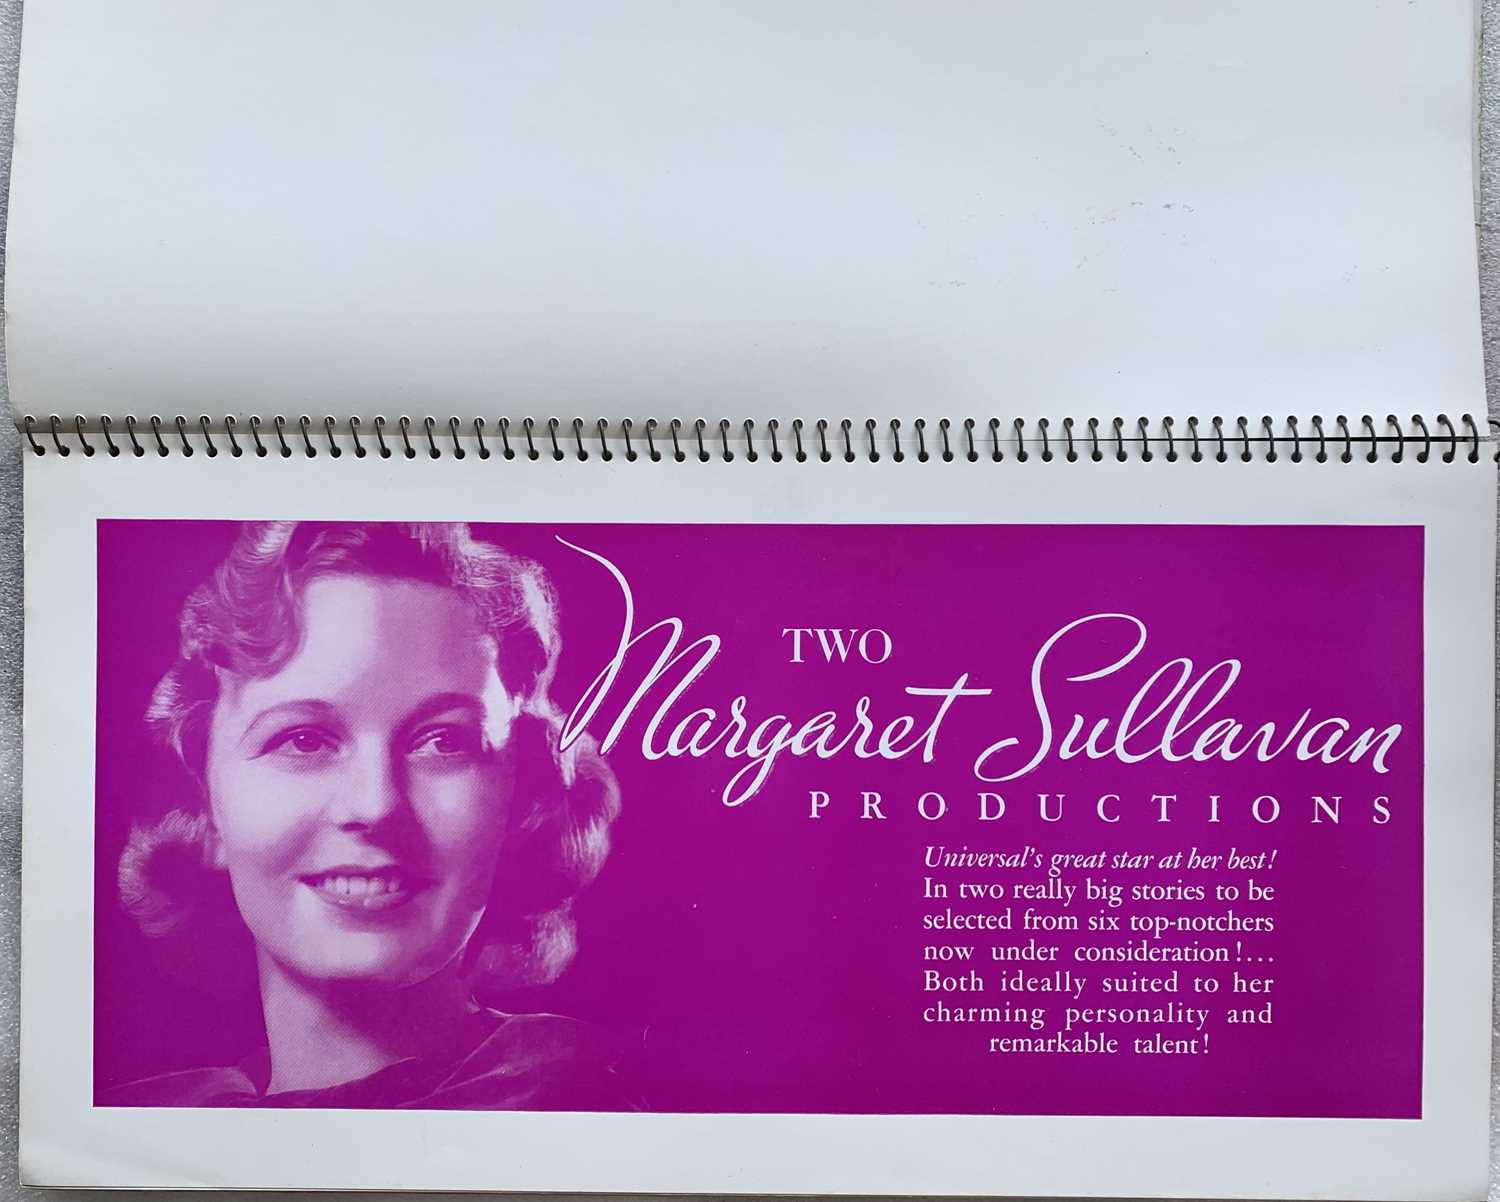 TWO
Margaret Sullavan
PRODUCTIONS
Universal's great star at her best!
In two really big stories to be
selected from six top-notchers
now under consideration!...
Both ideally suited to her
charming personality and
remarkable talent!